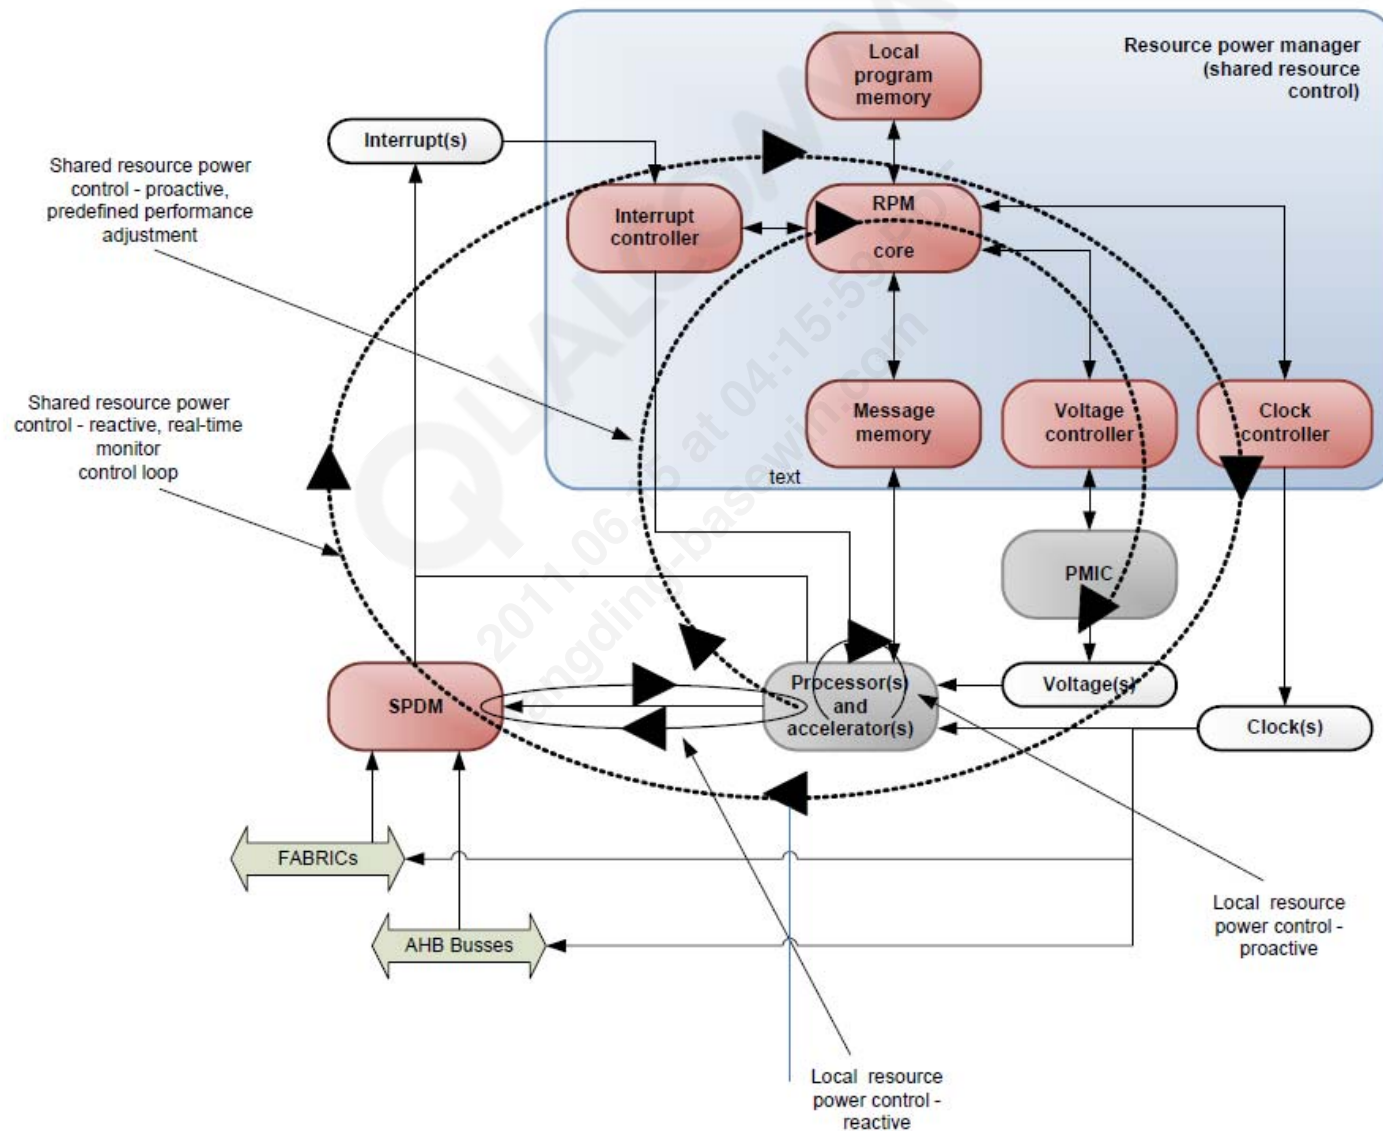 Resource power manager
(shared resource
control)
Local
program
memory
Interrupt(s)
Shared resource power
control - proactive,
predefined performance
adjustment
Interrupt
controller
RPM
core
Shared resource power
control - reactive, real-time
monitor
control loop
Message
memory
Voltage
controller
Clock
controller
text
PMIC
SPDM
Processor(s)
and
accelerator(s)
Voltage(s)
Clock(s)
FABRICs
AHB Busses
Local resource
power control -
proactive
Local resource
power control -
reactive
QUALCOMM